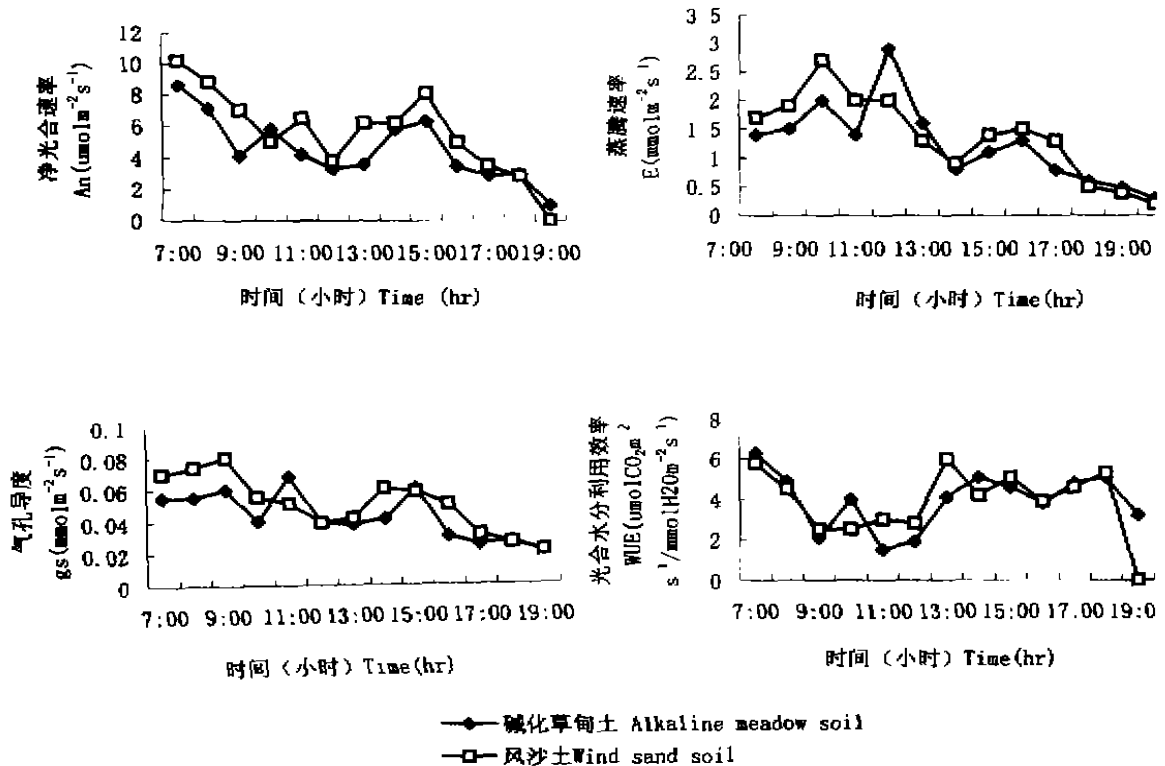 净光合速率
An(umolm⁻²s⁻¹)
12
10
8
6
4
2
0
7:00 9:00 11:00 13:00 15:00 17:00 19:00
时间（小时）Time (hr)
蒸腾速率
E(mmolm⁻²s⁻¹)
3 5
3
2.5
2
1.5
1
0.5
0
7:00 9:00 11:00 13:00 15:00 17:00 19:00
时间（小时）Time(hr)
气孔导度
gs(mmolm⁻²s⁻¹)
0.1
0.08
0.06
0.04
0.02
0
7:00 9:00 11:00 13:00 15:00 17:00 19:00
时间（小时）Time(hr)
光合水分利用效率
WUE(umolCO₂m²
s⁻¹/mmolH2Om⁻²s⁻¹)
8
6
4
2
0
7:00 9:00 11:00 13:00 15:00 17.00 19:0
时间（小时）Time(hr)
碱化草甸土 Alkaline meadow soil
风沙土Wind sand soil